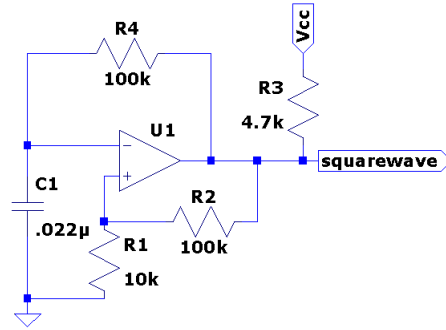 R4
100k
Vcc
R3
4.7k
U1
−
+
squarewave
C1
.022µ
R2
100k
R1
10k